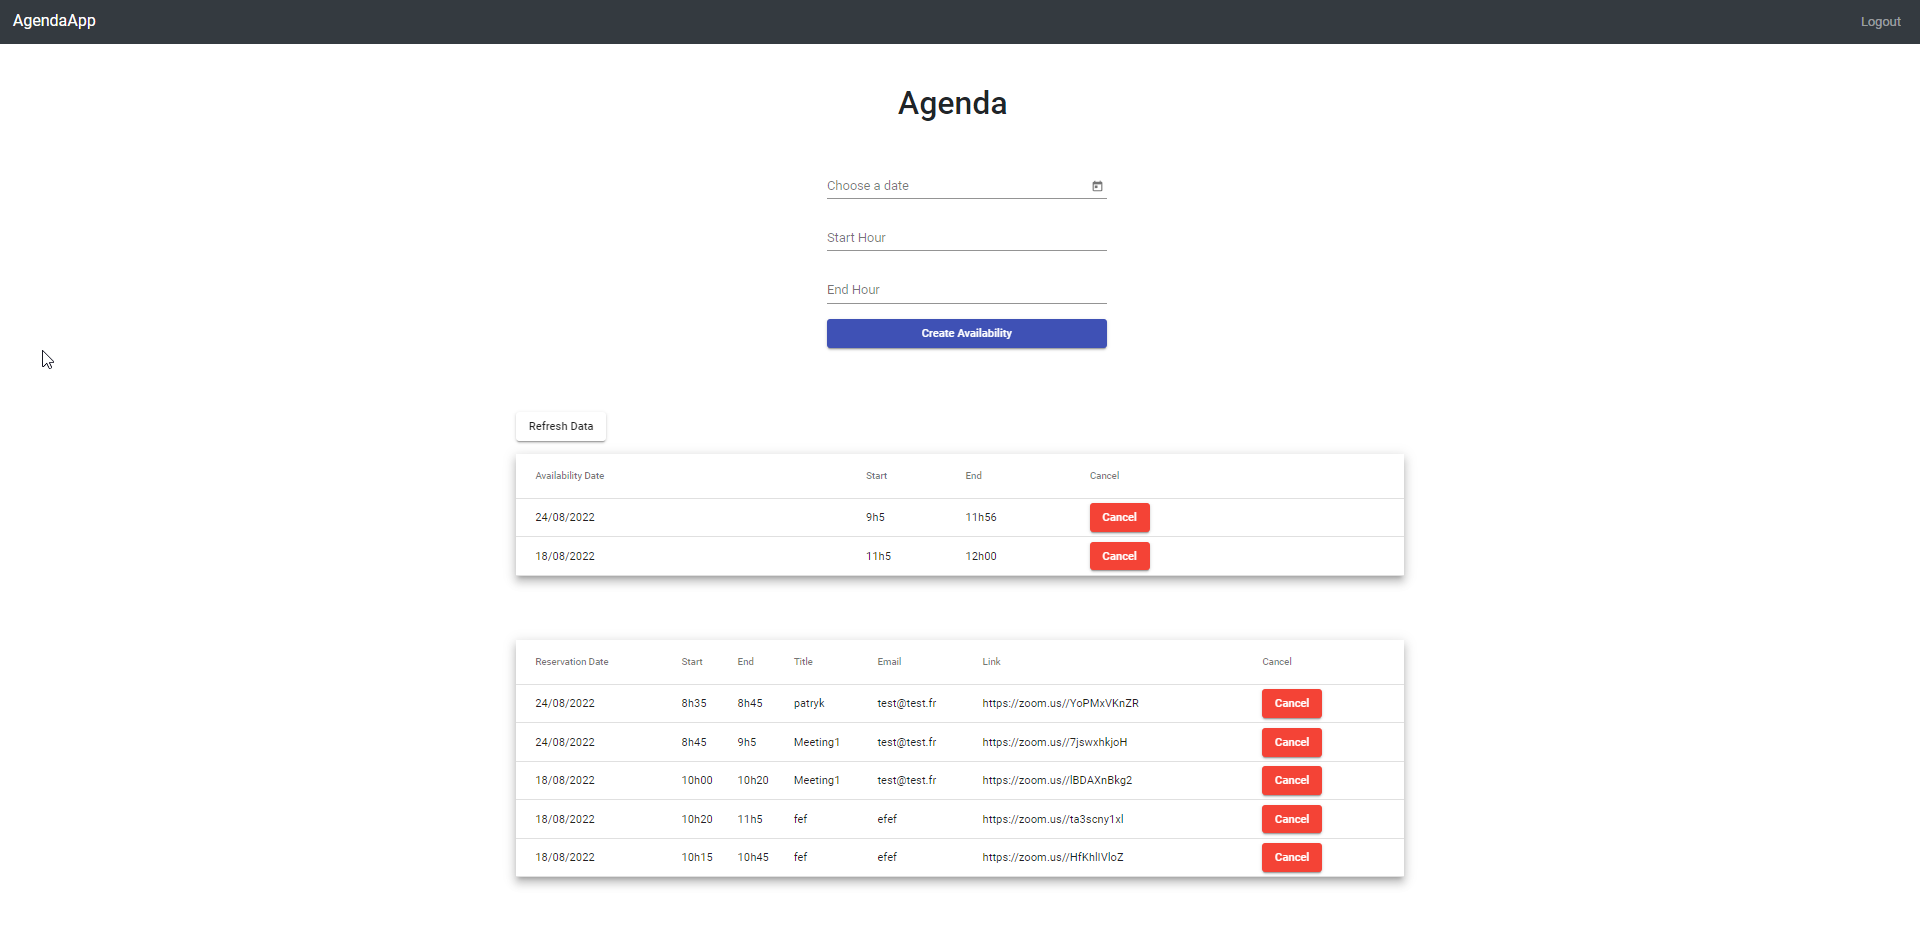 AgendaApp Logout
Agenda
Choose a date
Start Hour
End Hour
Create Availability
Refresh Data
Availability Date Start End Cancel
24/08/2022 9h5 11h56 Cancel
18/08/2022 11h5 12h00 Cancel
Reservation Date Start End Title Email Link Cancel
24/08/2022 8h35 8h45 patryk test@test.fr https://zoom.us//YoPMxVKnZR Cancel
24/08/2022 8h45 9h5 Meeting1 test@test.fr https://zoom.us//7jswxhkjoH Cancel
18/08/2022 10h00 10h20 Meeting1 test@test.fr https://zoom.us//lBDAXnBkg2 Cancel
18/08/2022 10h20 11h5 fef efef https://zoom.us//ta3scny1xl Cancel
18/08/2022 10h15 10h45 fef efef https://zoom.us//HfKhlIVloZ Cancel